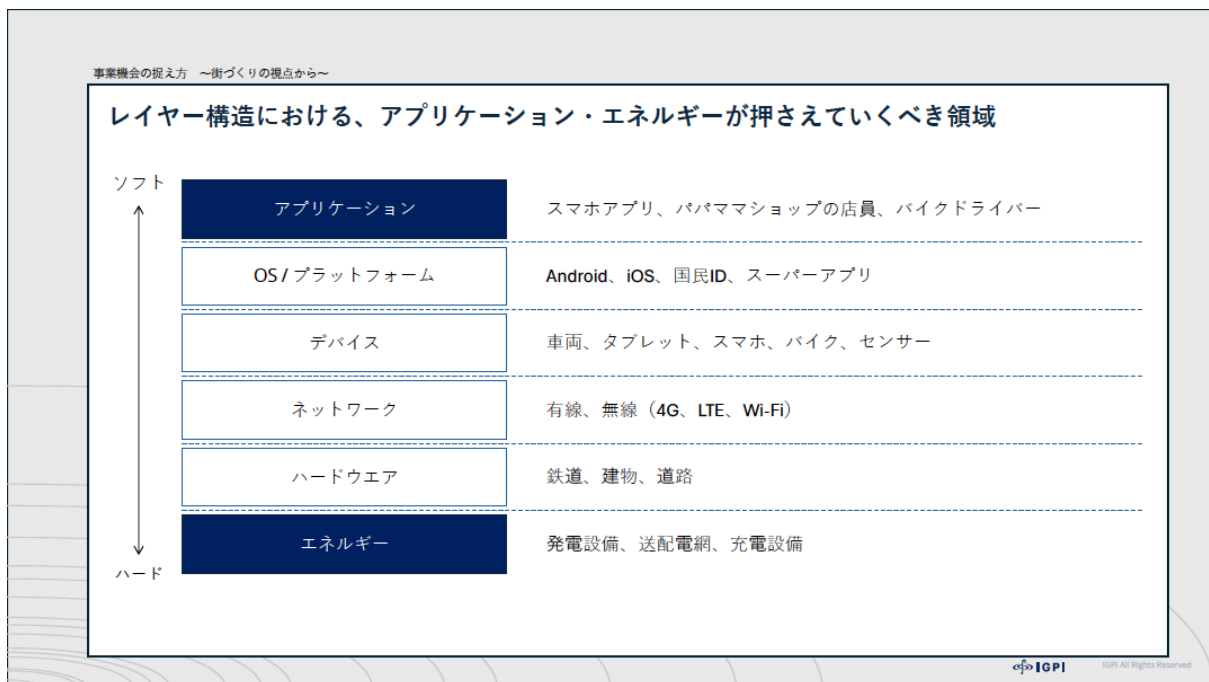 事業機会の捉え方　～街づくりの視点から～
レイヤー構造における、アプリケーション・エネルギーが押さえていくべき領域
ソフト
アプリケーション
スマホアプリ、パパママショップの店員、バイクドライバー
OS / プラットフォーム
Android、iOS、国民ID、スーパーアプリ
デバイス
車両、タブレット、スマホ、バイク、センサー
ネットワーク
有線、無線（4G、LTE、Wi-Fi）
ハードウエア
鉄道、建物、道路
エネルギー
発電設備、送配電網、充電設備
ハード
IGPI
IGPI All Rights Reserved